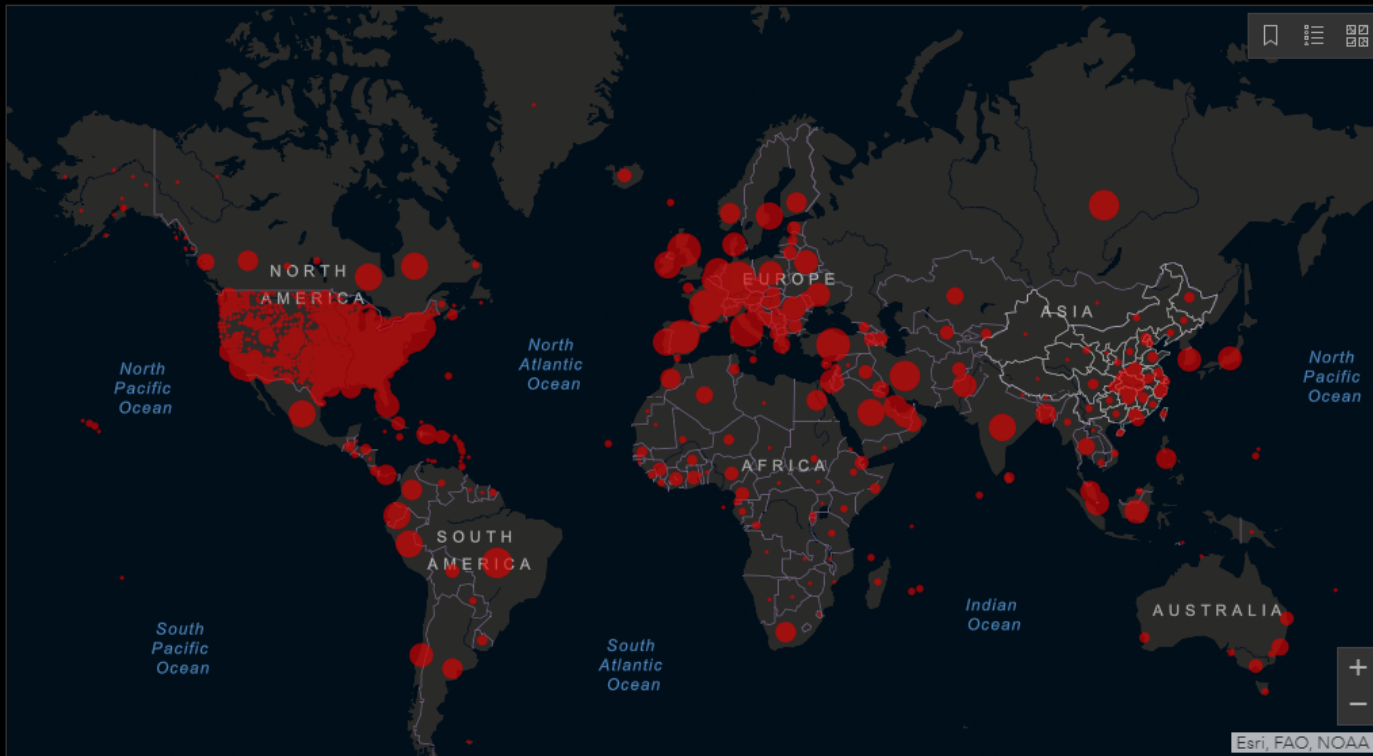 NORTH
AMERICA
EUROPE
ASIA
North
Pacific
Ocean
North
Atlantic
Ocean
North
Pacific
Ocean
AFRICA
SOUTH
AMERICA
Indian
Ocean
AUSTRALIA
South
Pacific
Ocean
South
Atlantic
Ocean
+
−
Esri, FAO, NOAA